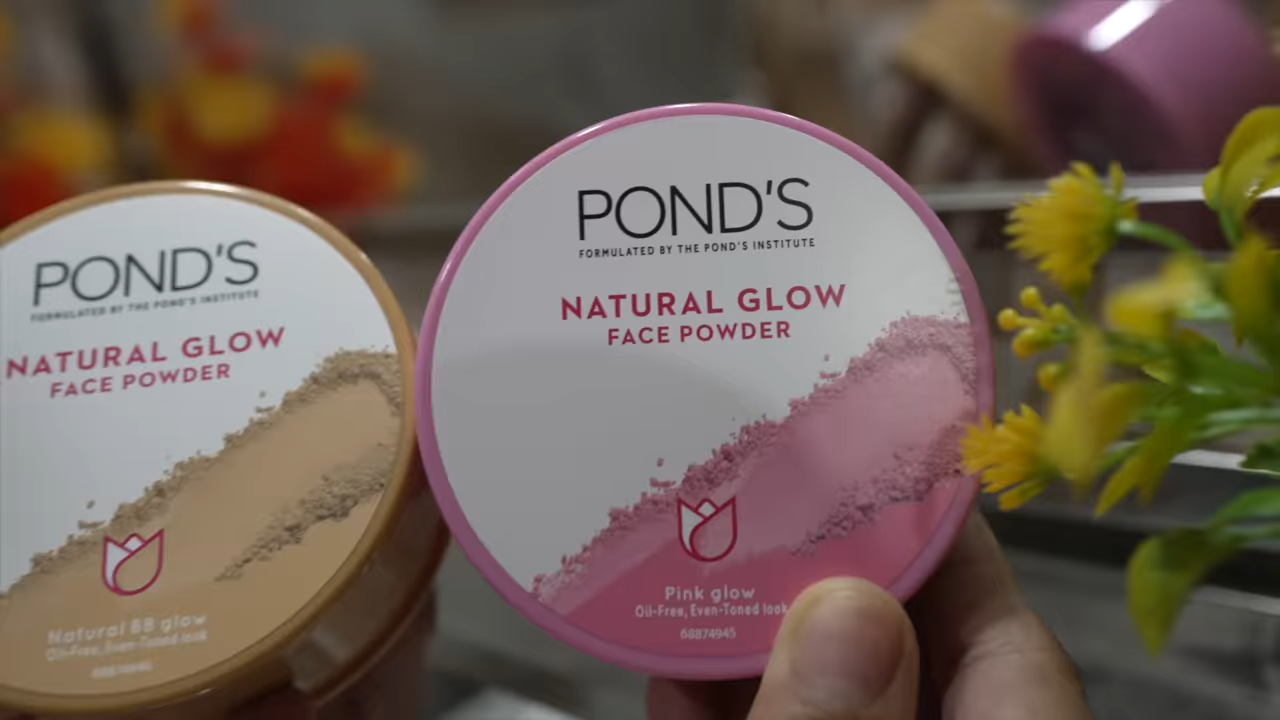 POND'S
FORMULATED BY THE POND'S INSTITUTE
NATURAL GLOW
FACE POWDER
Natural BB glow
Oil-Free, Even-Toned look
POND'S
FORMULATED BY THE POND'S INSTITUTE
NATURAL GLOW
FACE POWDER
Pink glow
Oil-Free, Even-Toned look
68874945